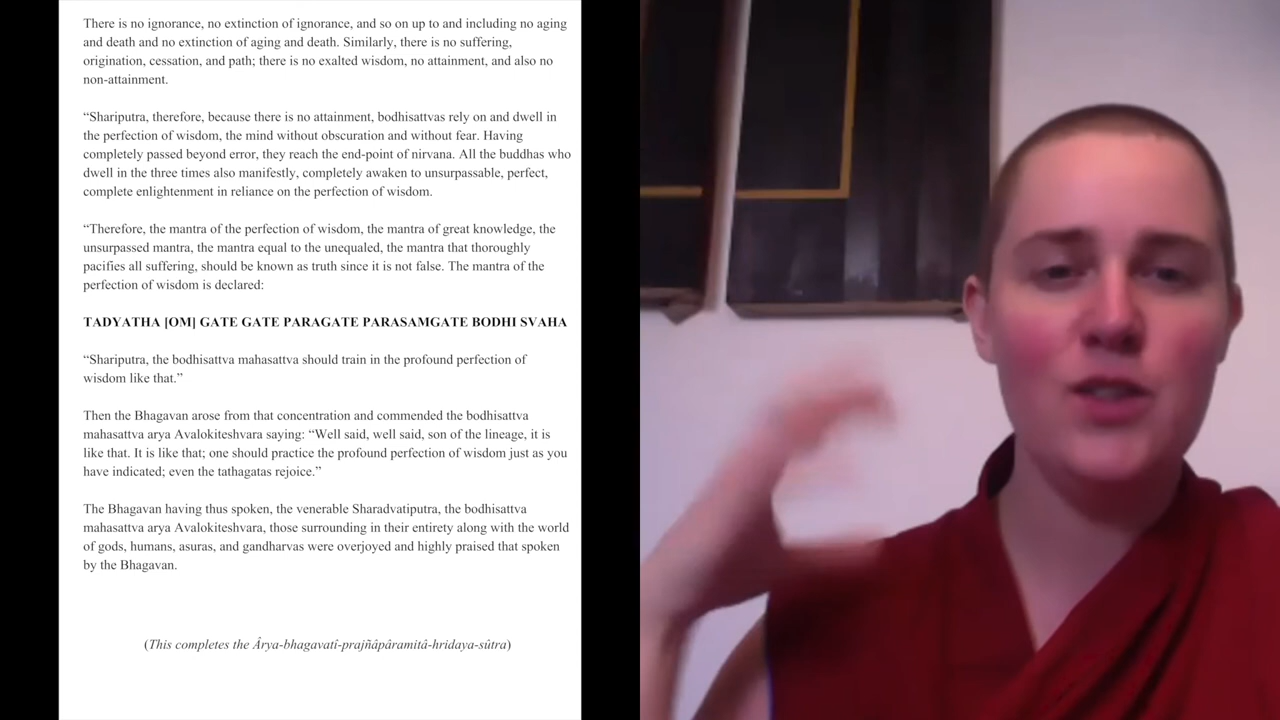 There is no ignorance, no extinction of ignorance, and so on up to and including no aging
and death and no extinction of aging and death. Similarly, there is no suffering,
origination, cessation, and path; there is no exalted wisdom, no attainment, and also no
non-attainment.
“Shariputra, therefore, because there is no attainment, bodhisattvas rely on and dwell in
the perfection of wisdom, the mind without obscuration and without fear. Having
completely passed beyond error, they reach the end-point of nirvana. All the buddhas who
dwell in the three times also manifestly, completely awaken to unsurpassable, perfect,
complete enlightenment in reliance on the perfection of wisdom.
“Therefore, the mantra of the perfection of wisdom, the mantra of great knowledge, the
unsurpassed mantra, the mantra equal to the unequaled, the mantra that thoroughly
pacifies all suffering, should be known as truth since it is not false. The mantra of the
perfection of wisdom is declared:
TADYATHA [OM] GATE GATE PARAGATE PARASAMGATE BODHI SVAHA
“Shariputra, the bodhisattva mahasattva should train in the profound perfection of
wisdom like that.”
Then the Bhagavan arose from that concentration and commended the bodhisattva
mahasattva arya Avalokiteshvara saying: “Well said, well said, son of the lineage, it is
like that. It is like that; one should practice the profound perfection of wisdom just as you
have indicated; even the tathagatas rejoice.”
The Bhagavan having thus spoken, the venerable Sharadvatiputra, the bodhisattva
mahasattva arya Avalokiteshvara, those surrounding in their entirety along with the world
of gods, humans, asuras, and gandharvas were overjoyed and highly praised that spoken
by the Bhagavan.
(This completes the Ârya-bhagavatî-prajñâpâramitâ-hridaya-sûtra)